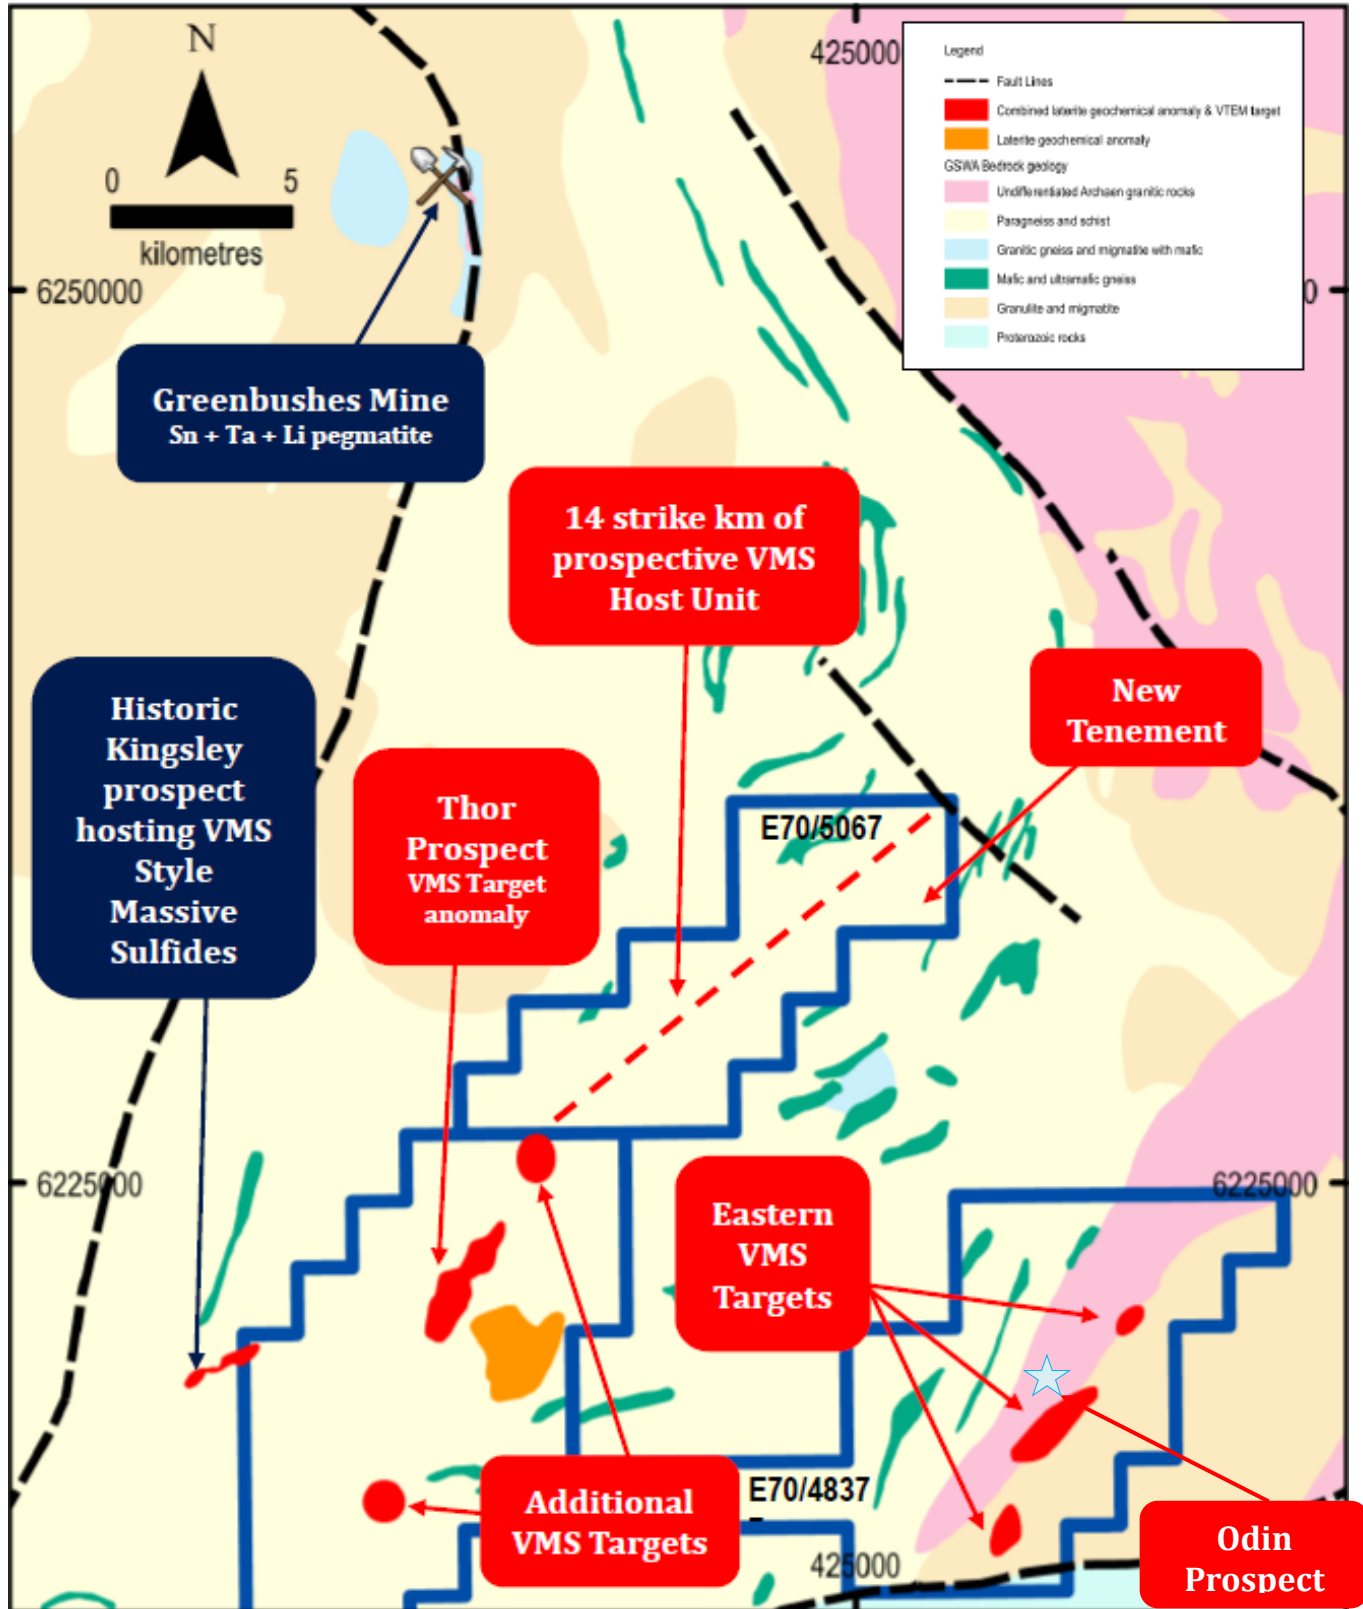 N
0 5
kilometres
425000
Legend
Fault Lines
Combined laterite geochemical anomaly & VTEM target
Laterite geochemical anomaly
GSWA Bedrock geology
Undifferentiated Archaen granitic rocks
Paragneiss and schist
Granitic gneiss and migmatite with mafic
Mafic and ultramafic gneiss
Granulite and migmatite
Proterozoic rocks
6250000
0
Greenbushes Mine
Sn + Ta + Li pegmatite
14 strike km of
prospective VMS
Host Unit
New
Tenement
Historic
Kingsley
prospect
hosting VMS
Style
Massive
Sulfides
Thor
Prospect
VMS Target
anomaly
E70/5067
6225000
6225000
Eastern
VMS
Targets
Additional
VMS Targets
E70/4837
425000
Odin
Prospect